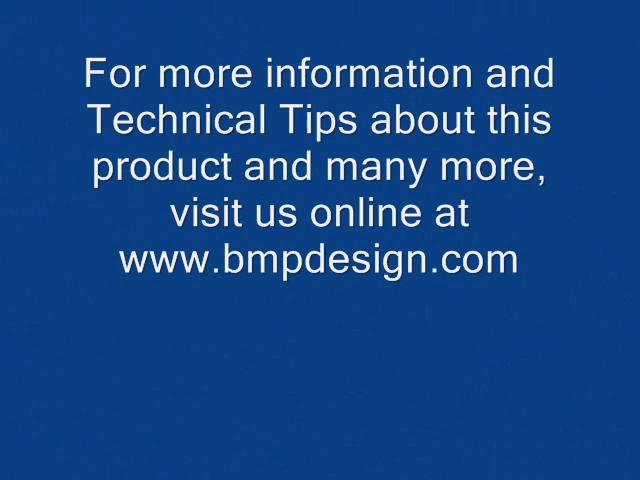 For more information and
Technical Tips about this
product and many more,
visit us online at
www.bmpdesign.com